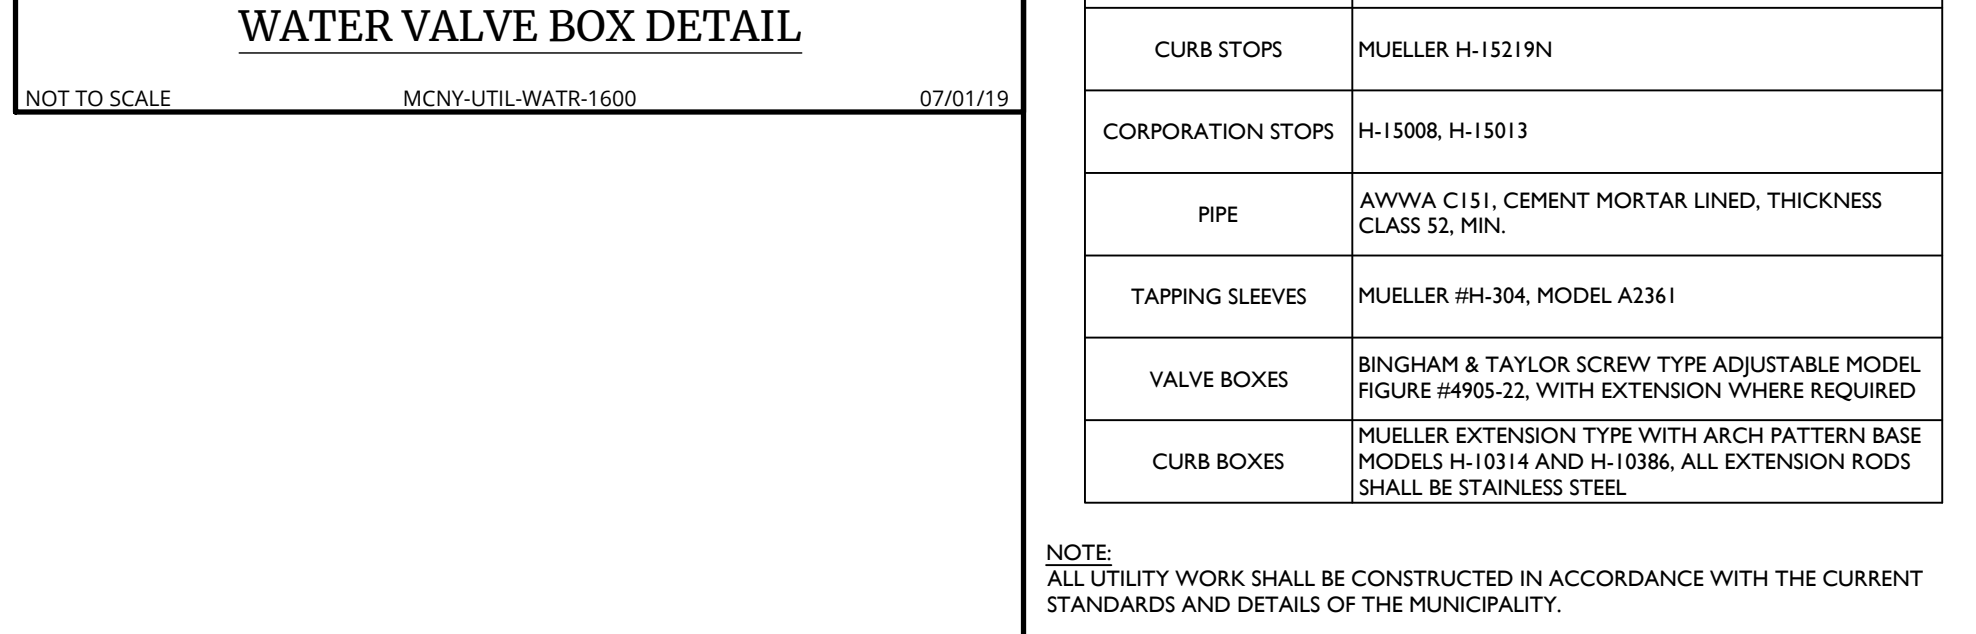 WATER VALVE BOX DETAIL
NOT TO SCALE MCNY-UTIL-WATR-1600 07/01/19
CURB STOPS MUELLER H-15219N
CORPORATION STOPS H-15008, H-15013
PIPE
AWWA C151, CEMENT MORTAR LINED, THICKNESS
CLASS 52, MIN.
TAPPING SLEEVES MUELLER #H-304, MODEL A2361
VALVE BOXES
BINGHAM & TAYLOR SCREW TYPE ADJUSTABLE MODEL
FIGURE #4905-22, WITH EXTENSION WHERE REQUIRED
CURB BOXES
MUELLER EXTENSION TYPE WITH ARCH PATTERN BASE
MODELS H-10314 AND H-10386, ALL EXTENSION RODS
SHALL BE STAINLESS STEEL
NOTE:
ALL UTILITY WORK SHALL BE CONSTRUCTED IN ACCORDANCE WITH THE CURRENT
STANDARDS AND DETAILS OF THE MUNICIPALITY.